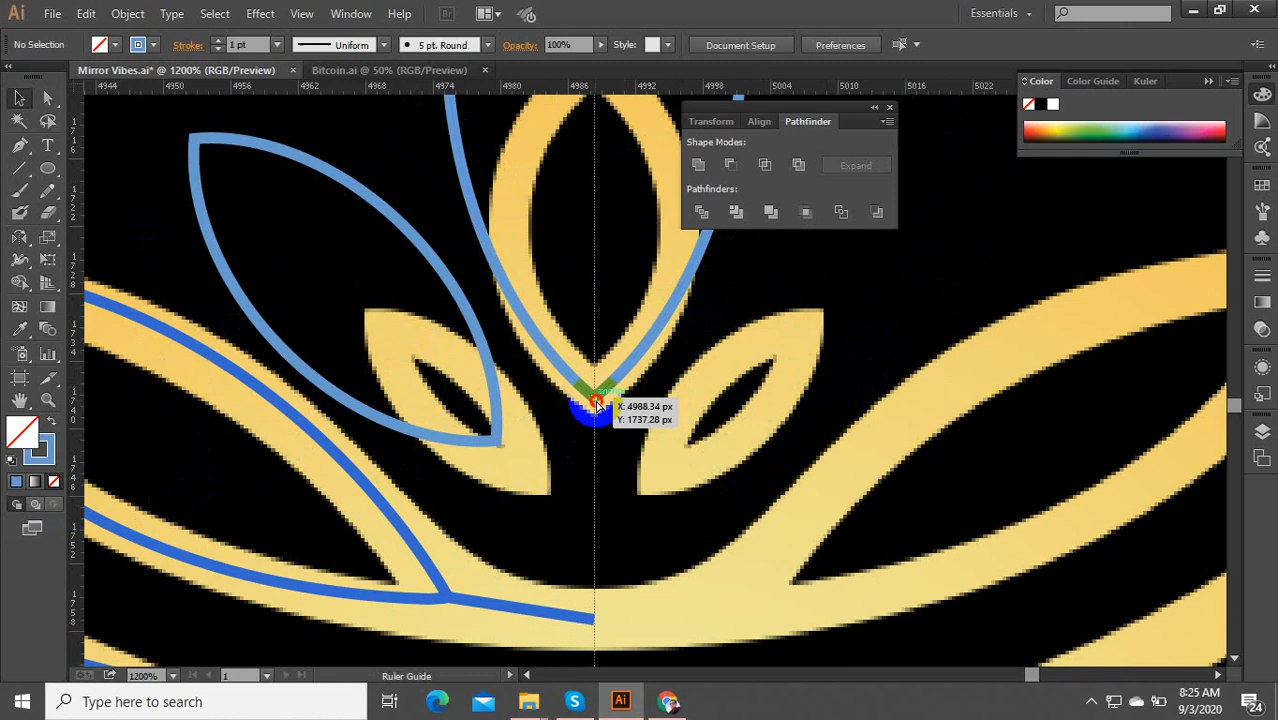 Ai File Edit Object Type Select Effect View Window Help Br Essentials
No Selection Stroke: 1 pt Uniform 5 pt. Round Opacity: 100% Style: Document Setup Preferences
Mirror Vibes.ai* @ 1200% (RGB/Preview) × Bitcoin.ai @ 50% (RGB/Preview) ×
4944 4950 4956 4962 4968 4974 4980 4986 4992 4998 5004 5010 5016 5022
Color Color Guide Kuler
Transform Align Pathfinder
Shape Modes:
Expand
Pathfinders:
X: 4988.34 px
Y: 1737.28 px
1200% 1 Ruler Guide
Type here to search
S
Ai
8:25 AM
9/3/2020
24